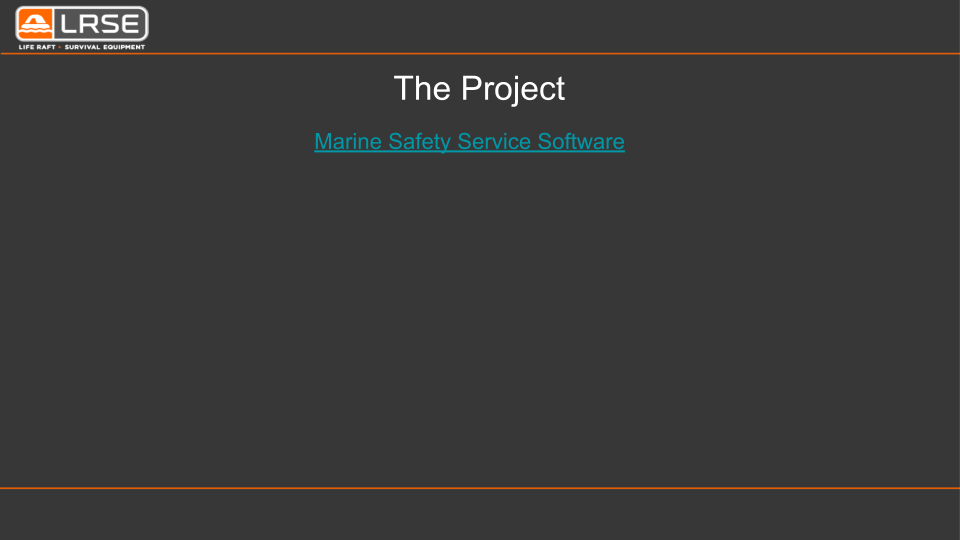 LRSE
LIFE RAFT - SURVIVAL EQUIPMENT
The Project
Marine Safety Service Software